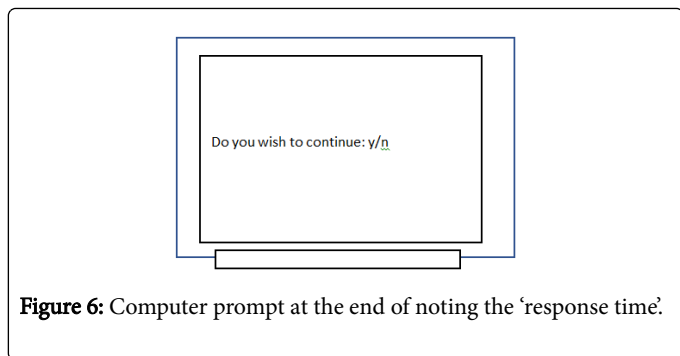 Do you wish to continue: y/n
Figure 6: Computer prompt at the end of noting the ‘response time’.